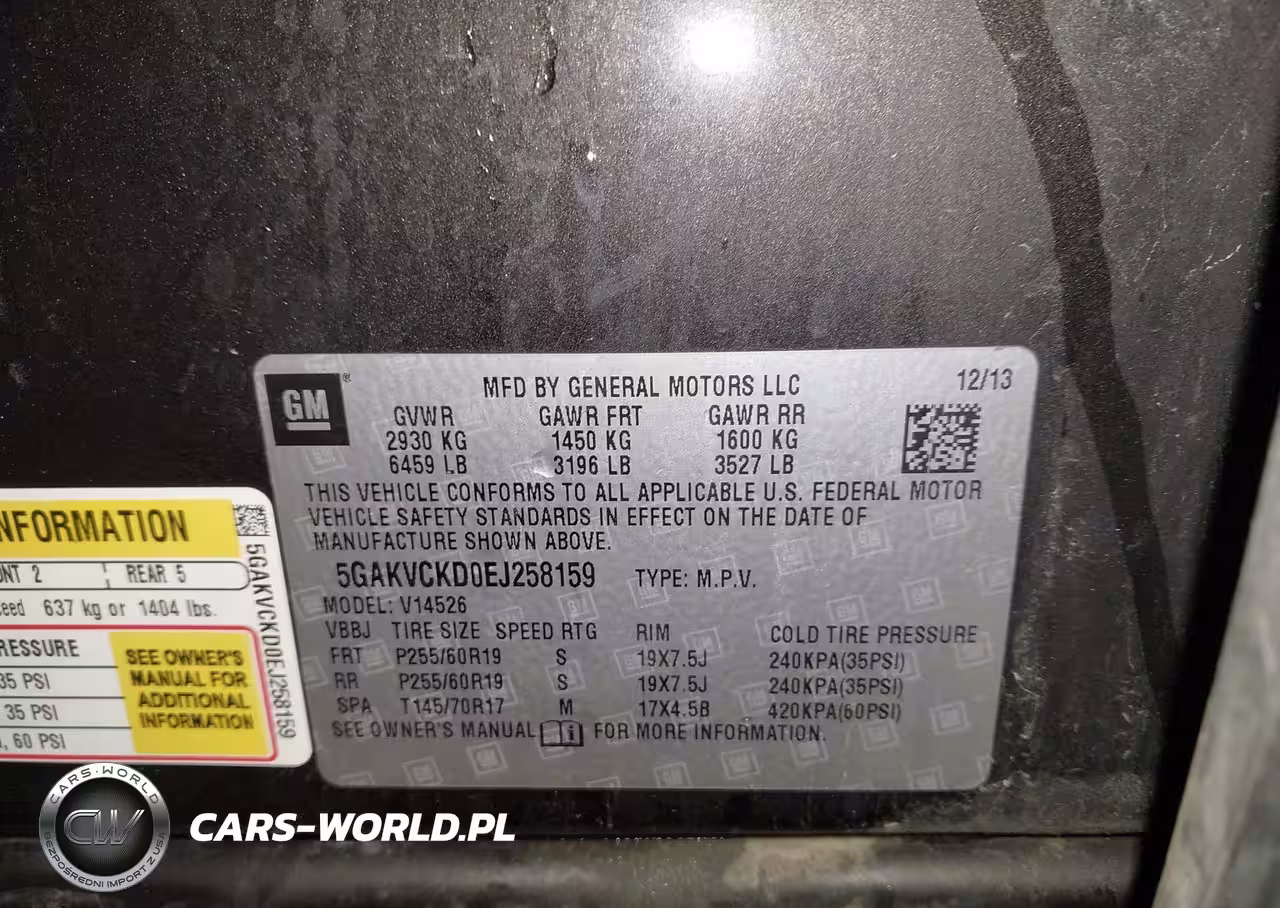 GM
®
MFD BY GENERAL MOTORS LLC
12/13
GVWR GAWR FRT GAWR RR
2930 KG 1450 KG 1600 KG
6459 LB 3196 LB 3527 LB
THIS VEHICLE CONFORMS TO ALL APPLICABLE U.S. FEDERAL MOTOR
VEHICLE SAFETY STANDARDS IN EFFECT ON THE DATE OF
MANUFACTURE SHOWN ABOVE.
5GAKVCKD0EJ258159 TYPE: M.P.V.
MODEL: V14526
VBBJ TIRE SIZE SPEED RTG RIM COLD TIRE PRESSURE
FRT P255/60R19 S 19X7.5J 240KPA(35PSI)
RR P255/60R19 S 19X7.5J 240KPA(35PSI)
SPA T145/70R17 M 17X4.5B 420KPA(60PSI)
SEE OWNER'S MANUAL FOR MORE INFORMATION.
NFORMATION
NT 2 REAR 5
eed 637 kg or 1404 lbs.
RESSURE
35 PSI
35 PSI
, 60 PSI
SEE OWNER'S
MANUAL FOR
ADDITIONAL
INFORMATION
5GAKVCKD0EJ258159
CARS-WORLD
CW
BEZPOŚREDNI IMPORT Z USA
CARS-WORLD.PL